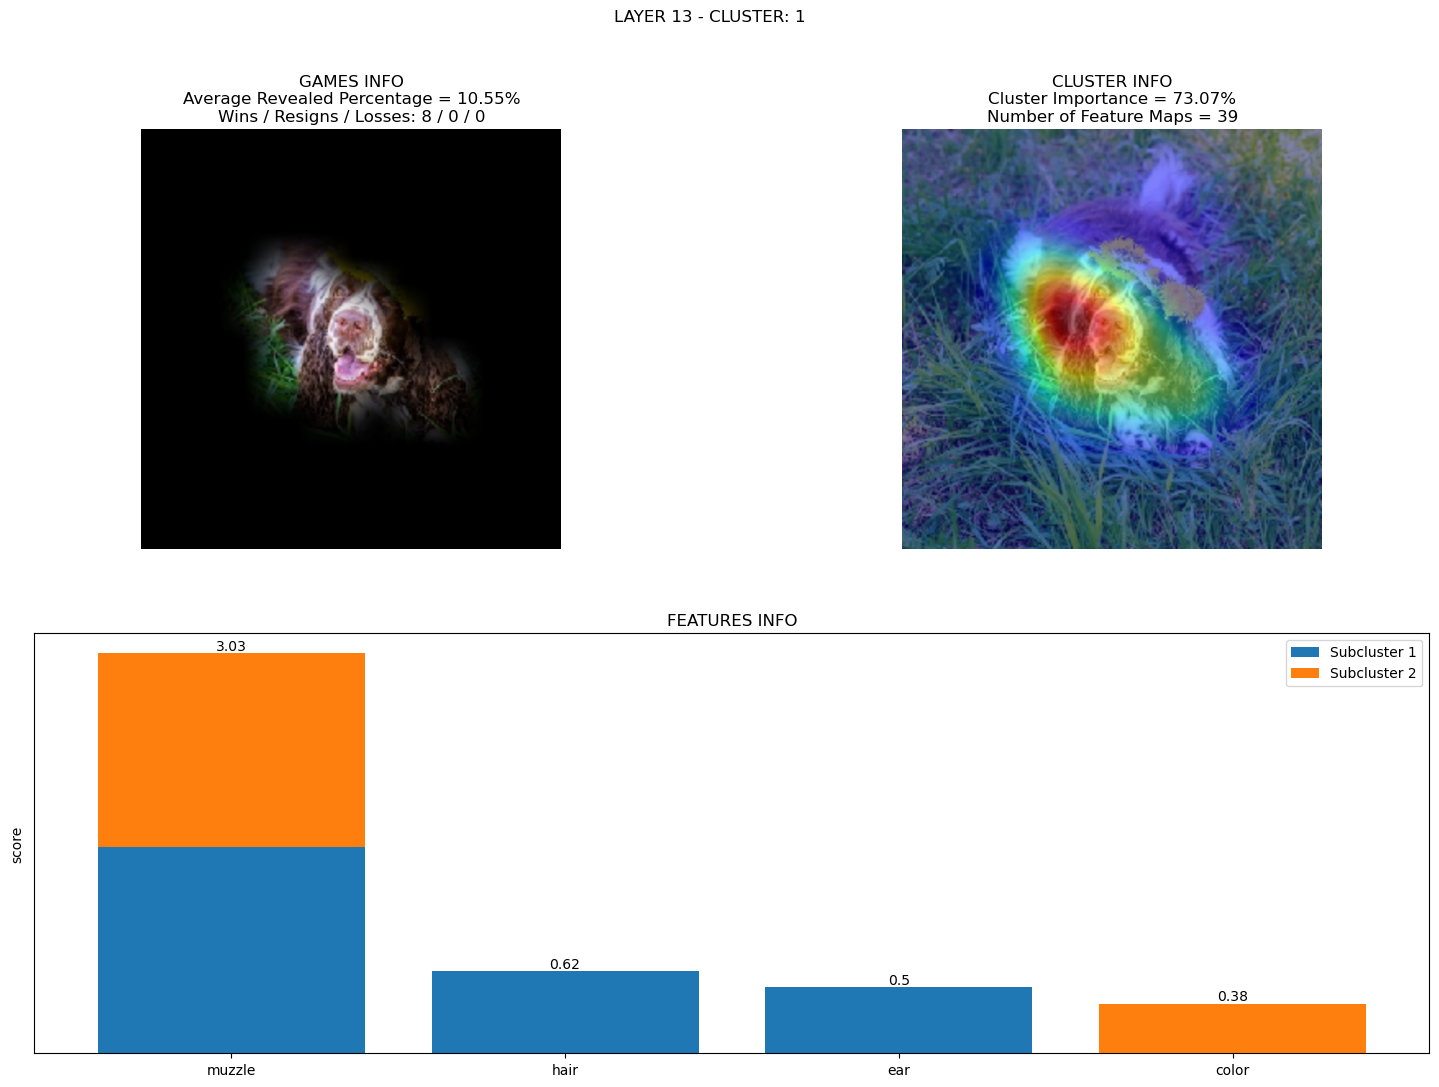 LAYER 13 - CLUSTER: 1
GAMES INFO
Average Revealed Percentage = 10.55%
Wins / Resigns / Losses: 8 / 0 / 0
CLUSTER INFO
Cluster Importance = 73.07%
Number of Feature Maps = 39
FEATURES INFO
score
3.03
0.62
0.5
0.38
Subcluster 1
Subcluster 2
muzzle
hair
ear
color